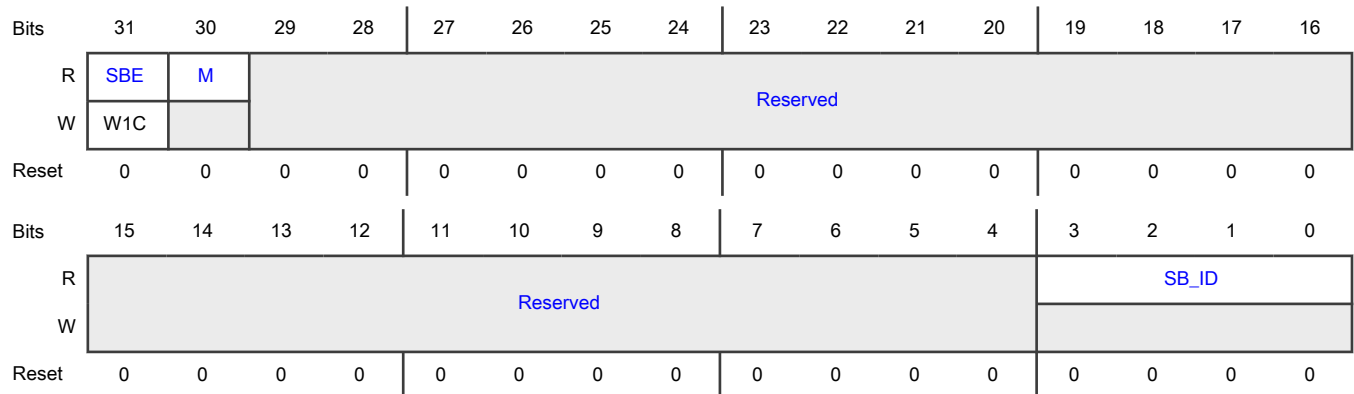 Bits 31 30 29 28 27 26 25 24 23 22 21 20 19 18 17 16
R SBE M
Reserved
W W1C
Reset 0 0 0 0 0 0 0 0 0 0 0 0 0 0 0 0
Bits 15 14 13 12 11 10 9 8 7 6 5 4 3 2 1 0
R SB_ID
Reserved
W
Reset 0 0 0 0 0 0 0 0 0 0 0 0 0 0 0 0